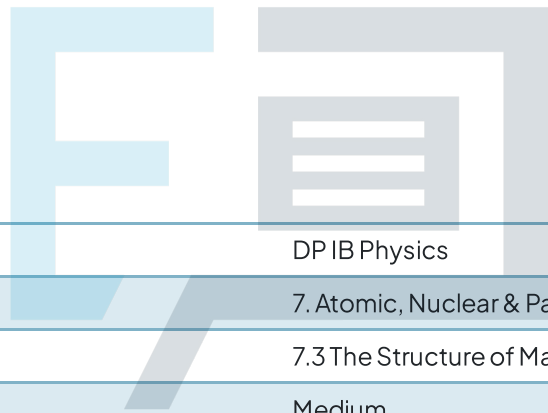 DP IB Physics
7. Atomic, Nuclear & Pa
7.3 The Structure of Ma
Medium